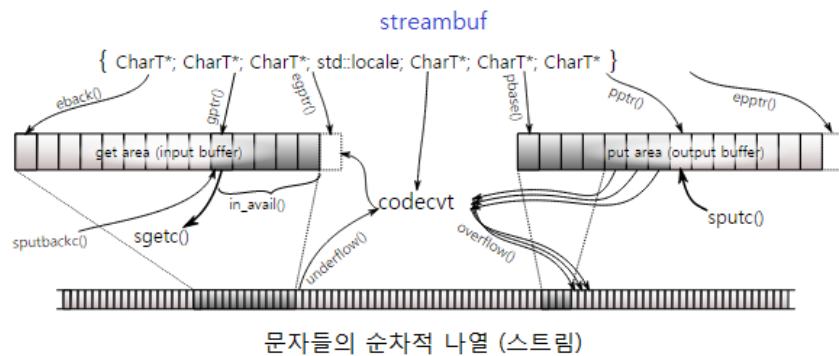 streambuf
{ CharT*; CharT*; CharT*; std::locale; CharT*; CharT*; CharT* }
eback()
gptr()
egptr()
pbase()
pptr()
epptr()
get area (input buffer)
put area (output buffer)
in_avail()
codecvt
sputbackc()
sgetc()
underflow()
overflow()
sputc()
문자들의 순차적 나열 (스트림)